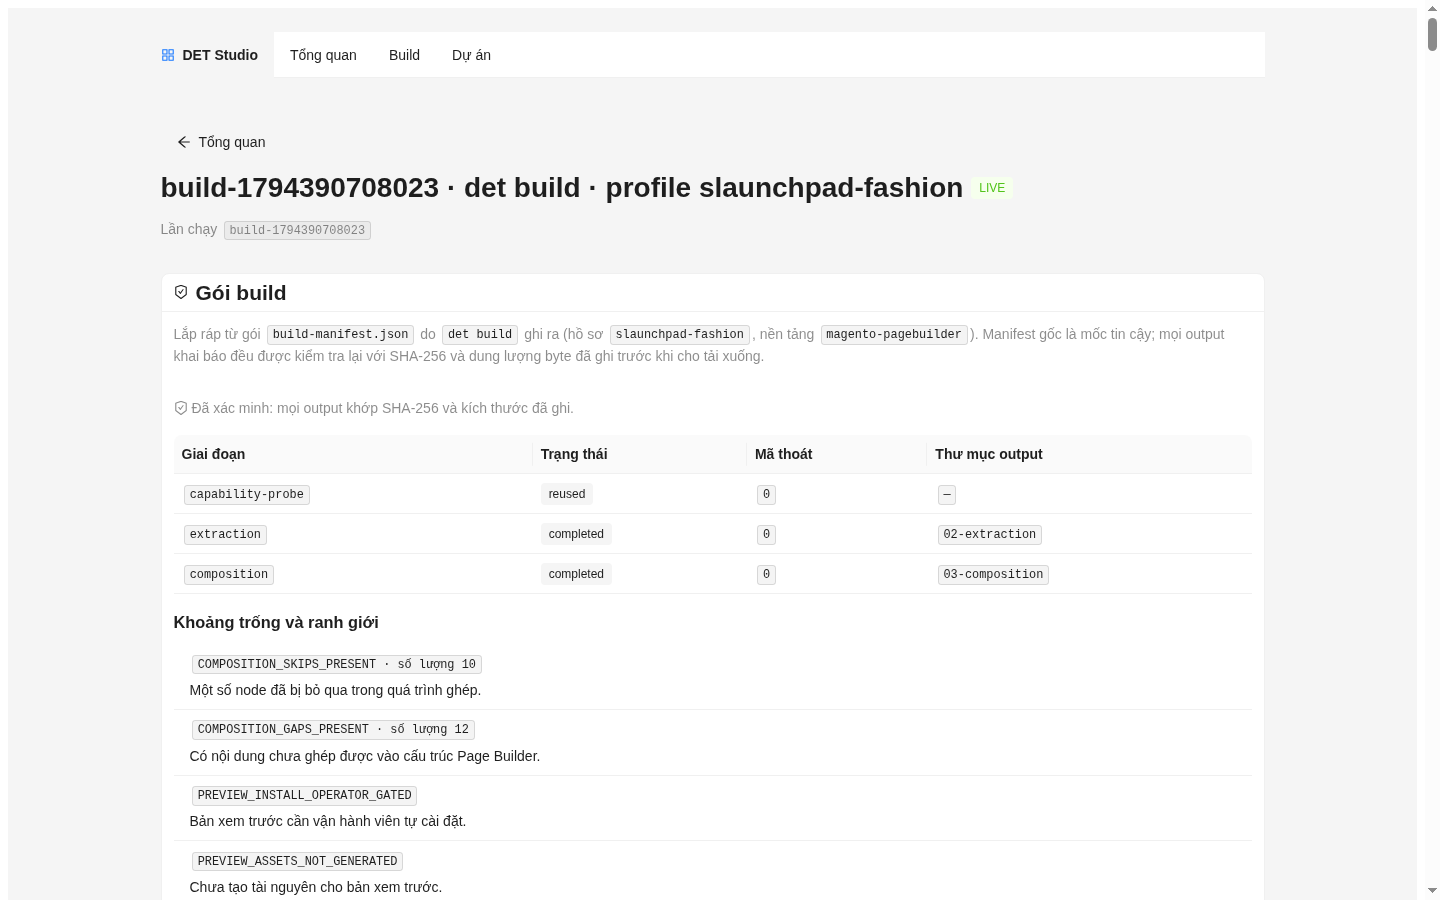 DET Studio Tổng quan Build Dự án
Tổng quan
build-1794390708023 · det build · profile slaunchpad-fashion LIVE
Lần chạy build-1794390708023
Gói build
Lắp ráp từ gói build-manifest.json do det build ghi ra (hồ sơ slaunchpad-fashion, nền tảng magento-pagebuilder). Manifest gốc là mốc tin cậy; mọi output
khai báo đều được kiểm tra lại với SHA-256 và dung lượng byte đã ghi trước khi cho tải xuống.
Đã xác minh: mọi output khớp SHA-256 và kích thước đã ghi.
Giai đoạn Trạng thái Mã thoát Thư mục output
capability-probe reused 0 —
extraction completed 0 02-extraction
composition completed 0 03-composition
Khoảng trống và ranh giới
COMPOSITION_SKIPS_PRESENT · số lượng 10
Một số node đã bị bỏ qua trong quá trình ghép.
COMPOSITION_GAPS_PRESENT · số lượng 12
Có nội dung chưa ghép được vào cấu trúc Page Builder.
PREVIEW_INSTALL_OPERATOR_GATED
Bản xem trước cần vận hành viên tự cài đặt.
PREVIEW_ASSETS_NOT_GENERATED
Chưa tạo tài nguyên cho bản xem trước.